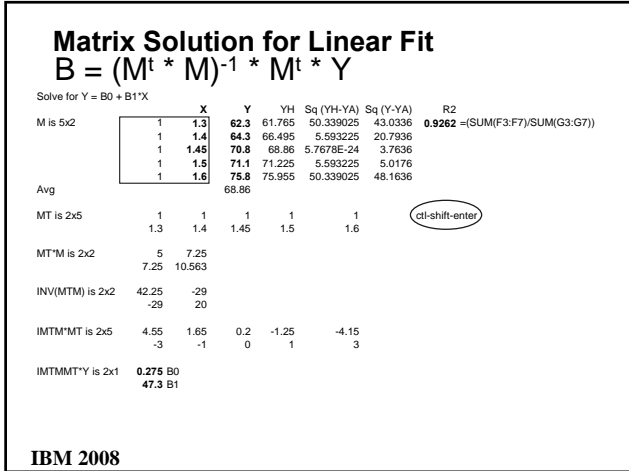 Matrix Solution for Linear Fit
B = (Mᵗ * M)⁻¹ * Mᵗ * Y
Solve for Y = B0 + B1*X
X Y YH Sq (YH-YA) Sq (Y-YA) R2
M is 5x2 1 1.3 62.3 61.765 50.339025 43.0336 0.9262 =(SUM(F3:F7)/SUM(G3:G7))
1 1.4 64.3 66.495 5.593225 20.7936
1 1.45 70.8 68.86 5.7678E-24 3.7636
1 1.5 71.1 71.225 5.593225 5.0176
1 1.6 75.8 75.955 50.339025 48.1636
Avg 68.86
MT is 2x5 1 1 1 1 1 ctl-shift-enter
1.3 1.4 1.45 1.5 1.6
MT*M is 2x2 5 7.25
7.25 10.563
INV(MTM) is 2x2 42.25 -29
-29 20
IMTM*MT is 2x5 4.55 1.65 0.2 -1.25 -4.15
-3 -1 0 1 3
IMTMMT*Y is 2x1 0.275 B0
47.3 B1
IBM 2008